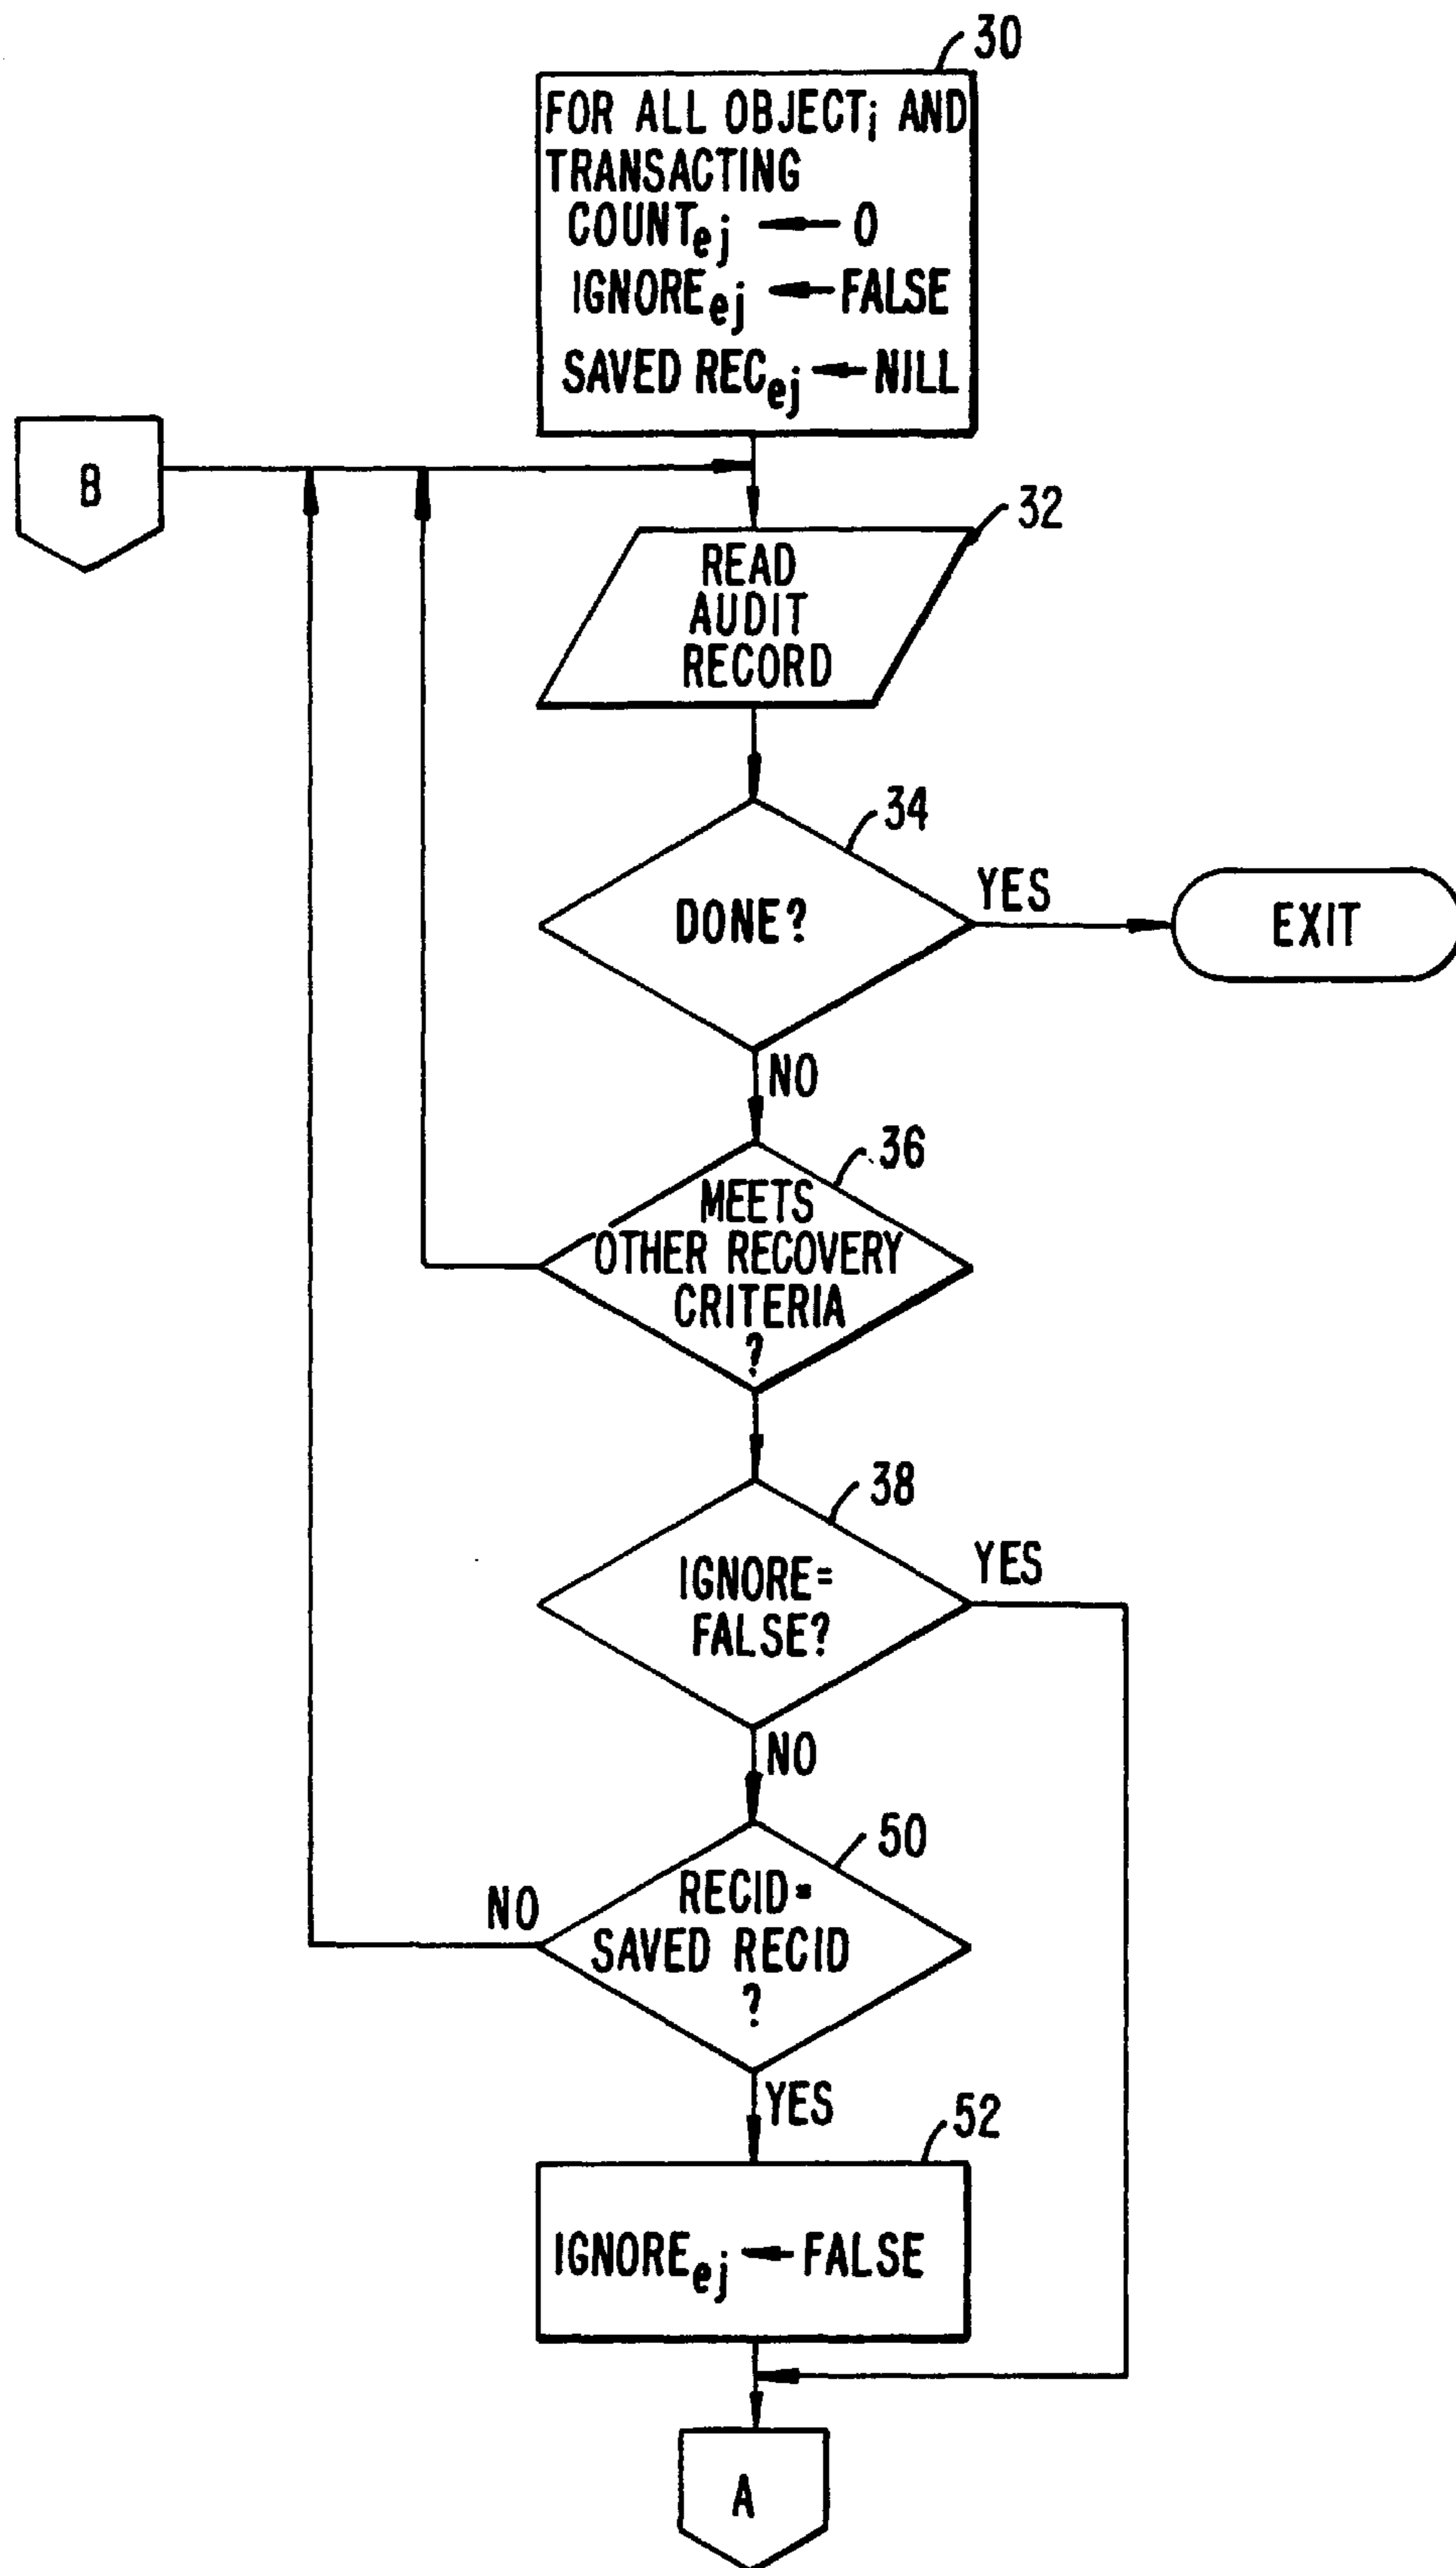 30
FOR ALL OBJECTi AND
TRANSACTING
COUNTej ← 0
IGNOREej ← FALSE
SAVED RECej ← NILL
B
32
READ
AUDIT
RECORD
34
DONE?
YES
EXIT
NO
36
MEETS
OTHER RECOVERY
CRITERIA
?
38
IGNORE=
FALSE?
YES
NO
50
RECID=
SAVED RECID
?
NO
YES
52
IGNOREej ← FALSE
A